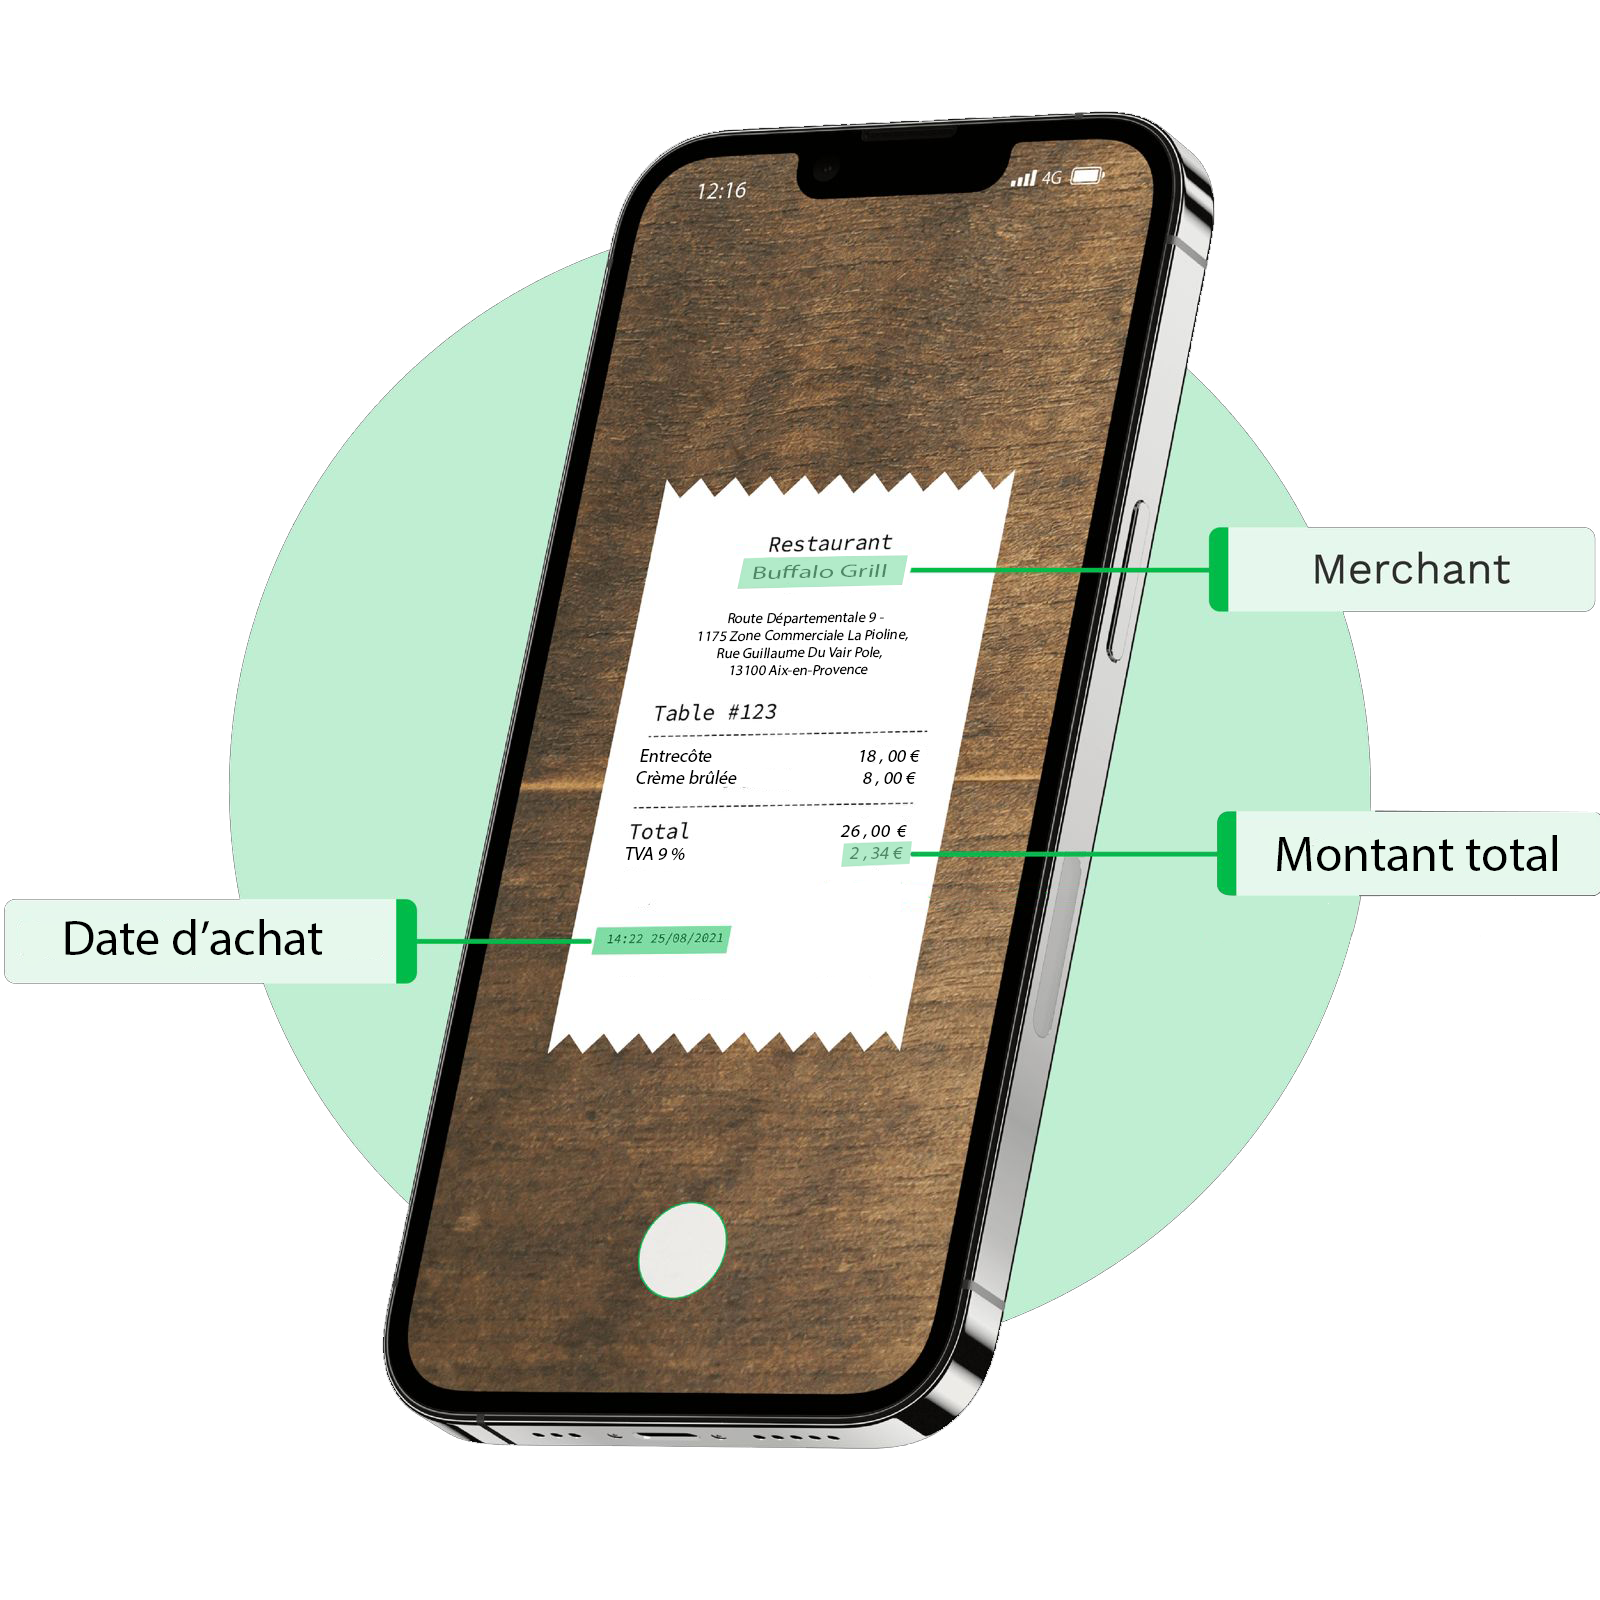 12:16
4G
Restaurant
Buffalo Grill
Merchant
Route Départementale 9 -
1175 Zone Commerciale La Pioline,
Rue Guillaume Du Vair Pole,
13100 Aix-en-Provence
Table #123
Entrecôte 18,00 €
Crème brûlée 8,00 €
Total 26,00 €
TVA 9 % 2,34 €
Montant total
Date d’achat
14:22 25/08/2021